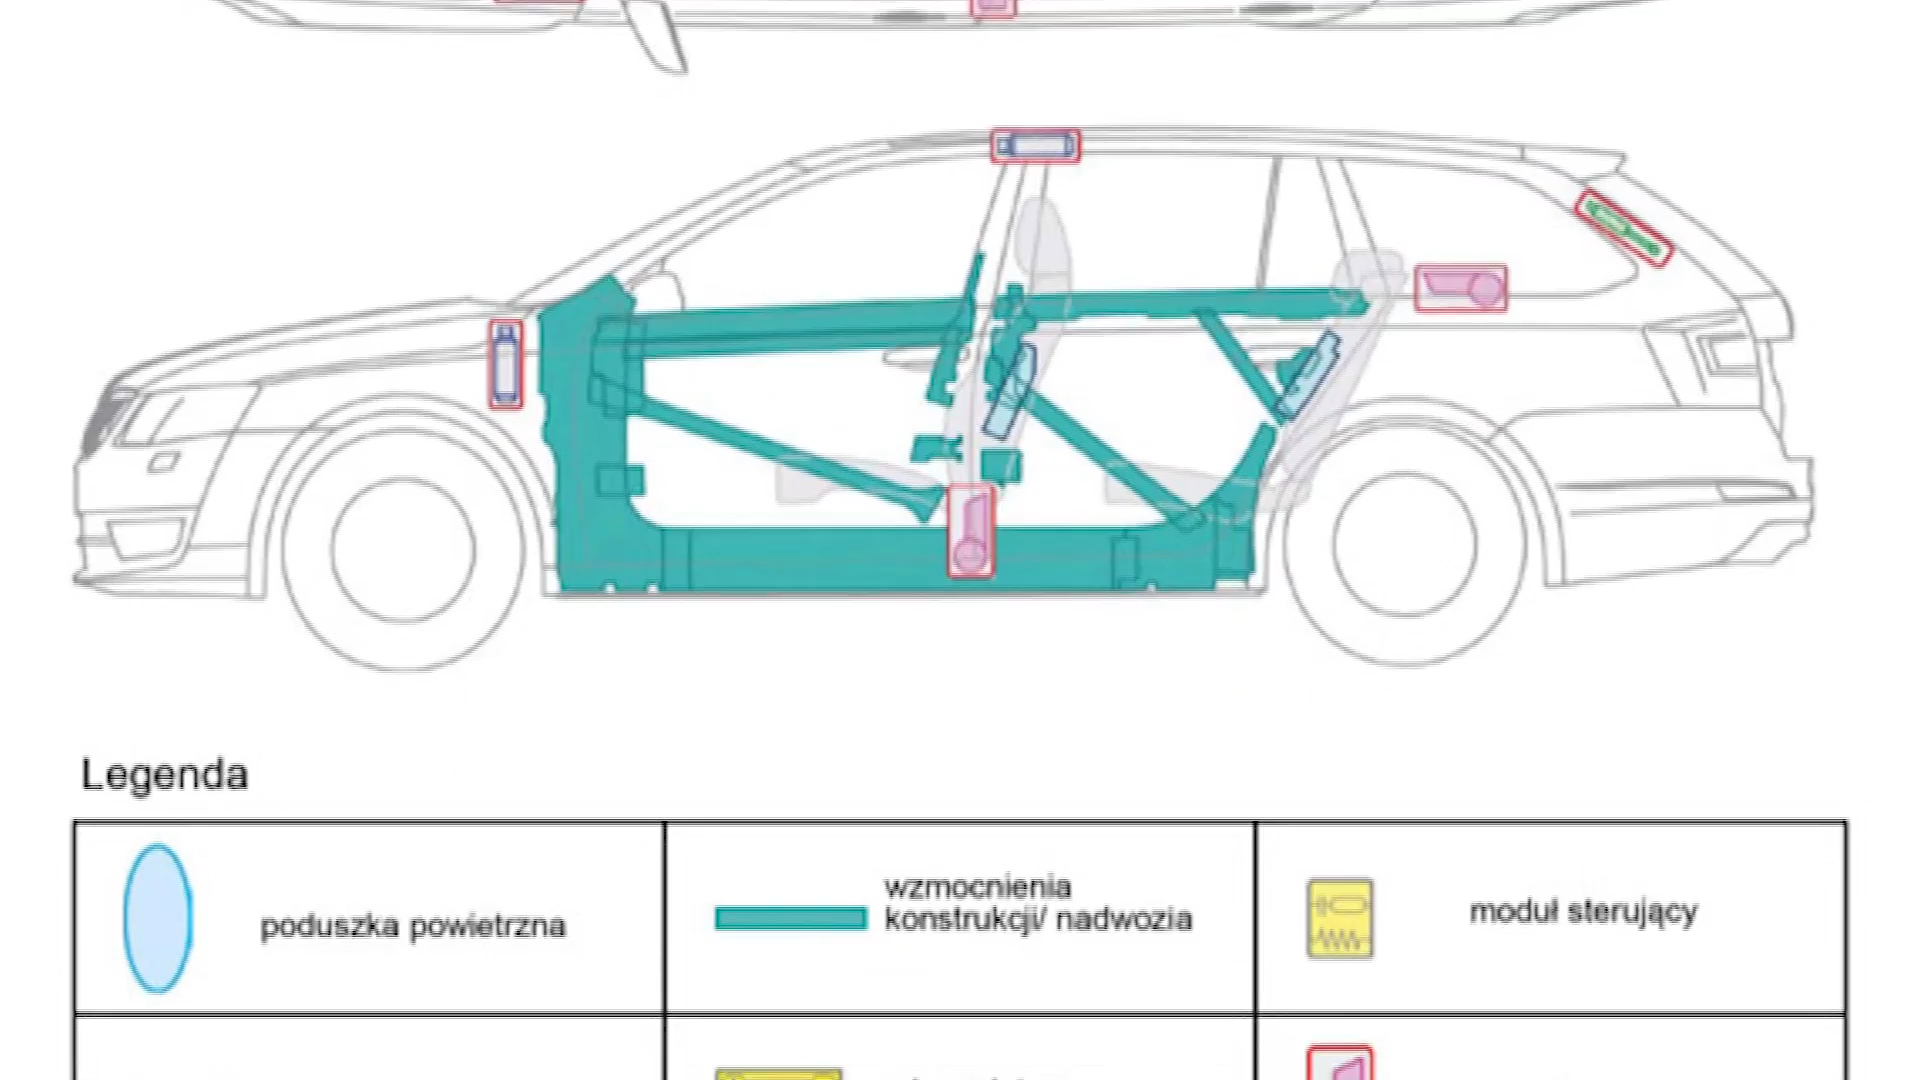 Legenda
poduszka powietrzna
wzmocnienia
konstrukcji/ nadwozia
moduł sterujący